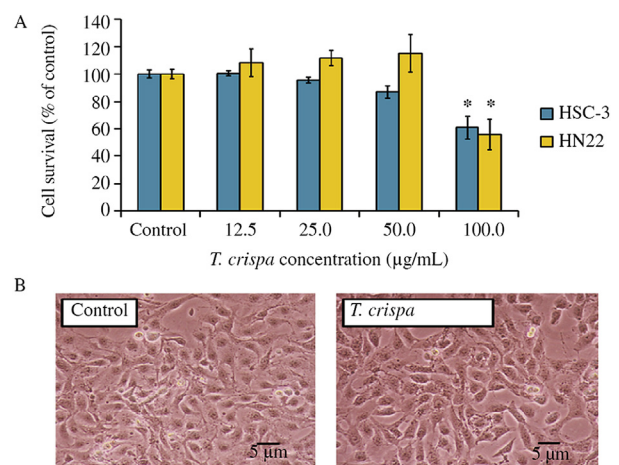 A
Cell survival (% of control)
140
120
100
80
60
40
20
0
* *
HSC-3
HN22
Control 12.5 25.0 50.0 100.0
T. crispa concentration (µg/mL)
B
Control
T. crispa
5 µm
5 µm